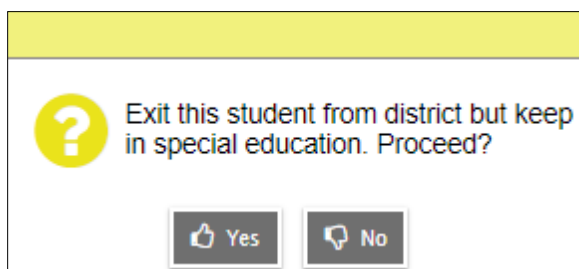 Exit this student from district but keep
in special education. Proceed?
Yes No